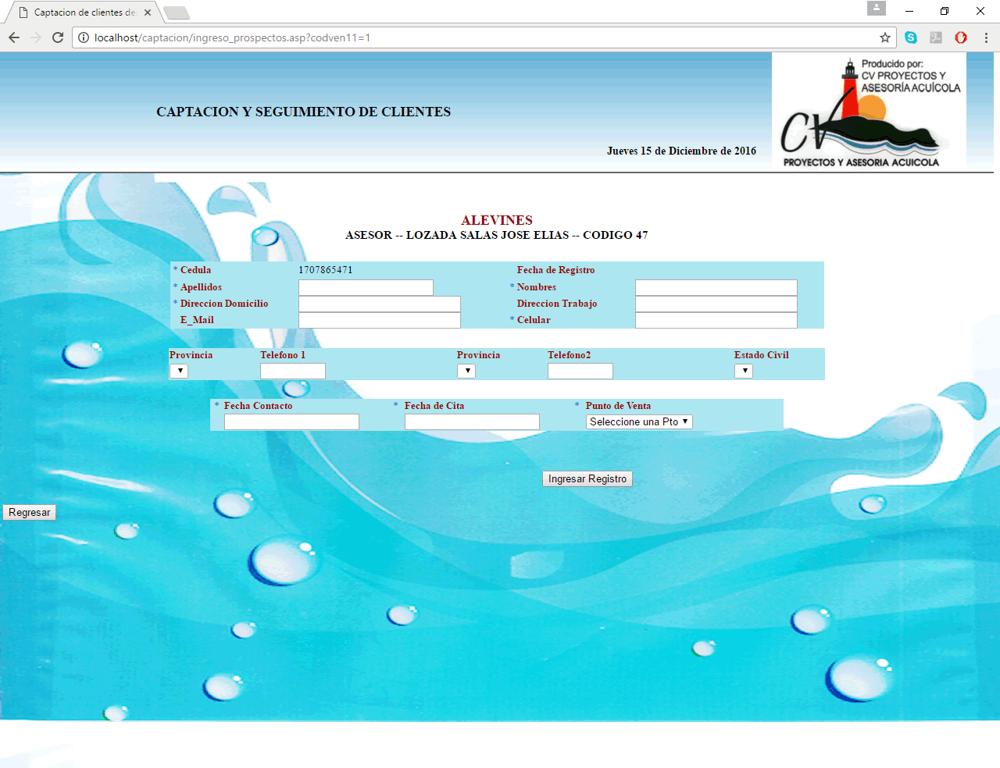 Captacion de clientes de
localhost/captacion/ingreso_prospectos.asp?codven11=1
Producido por:
CV PROYECTOS Y
ASESORÍA ACUÍCOLA
CAPTACION Y SEGUIMIENTO DE CLIENTES
Jueves 15 de Diciembre de 2016
CV
PROYECTOS Y ASESORIA ACUICOLA
ALEVINES
ASESOR -- LOZADA SALAS JOSE ELIAS -- CODIGO 47
* Cedula 1707865471 Fecha de Registro
* Apellidos * Nombres
* Direccion Domicilio Direccion Trabajo
E_Mail * Celular
Provincia Telefono 1 Provincia Telefono2 Estado Civil
* Fecha Contacto * Fecha de Cita * Punto de Venta
Seleccione una Pto
Ingresar Registro
Regresar